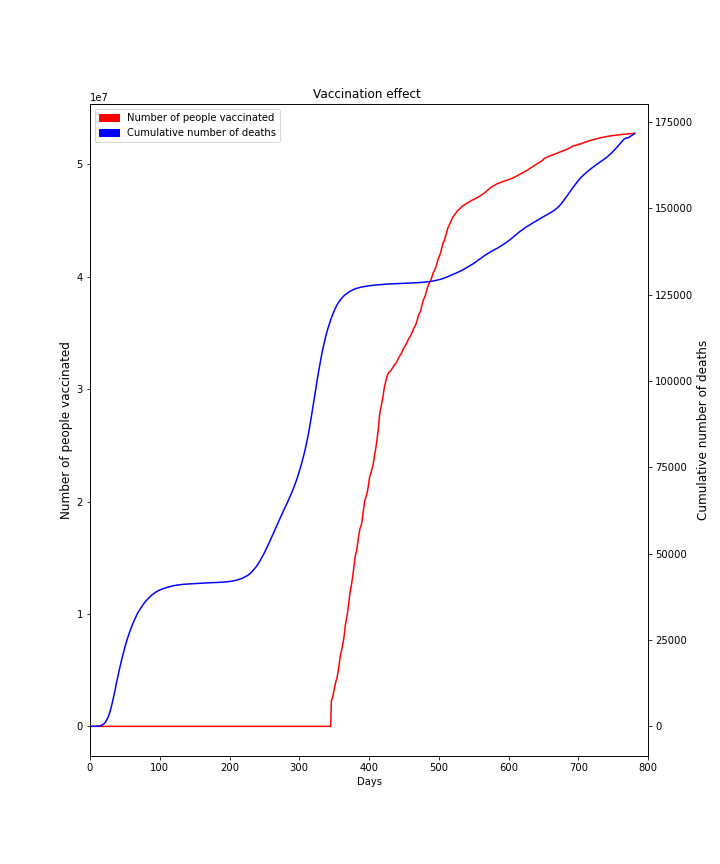 Vaccination effect
1e7
Number of people vaccinated
Cumulative number of deaths
5
4
3
2
1
0
Number of people vaccinated
175000
150000
125000
100000
75000
50000
25000
0
Cumulative number of deaths
0 100 200 300 400 500 600 700 800
Days